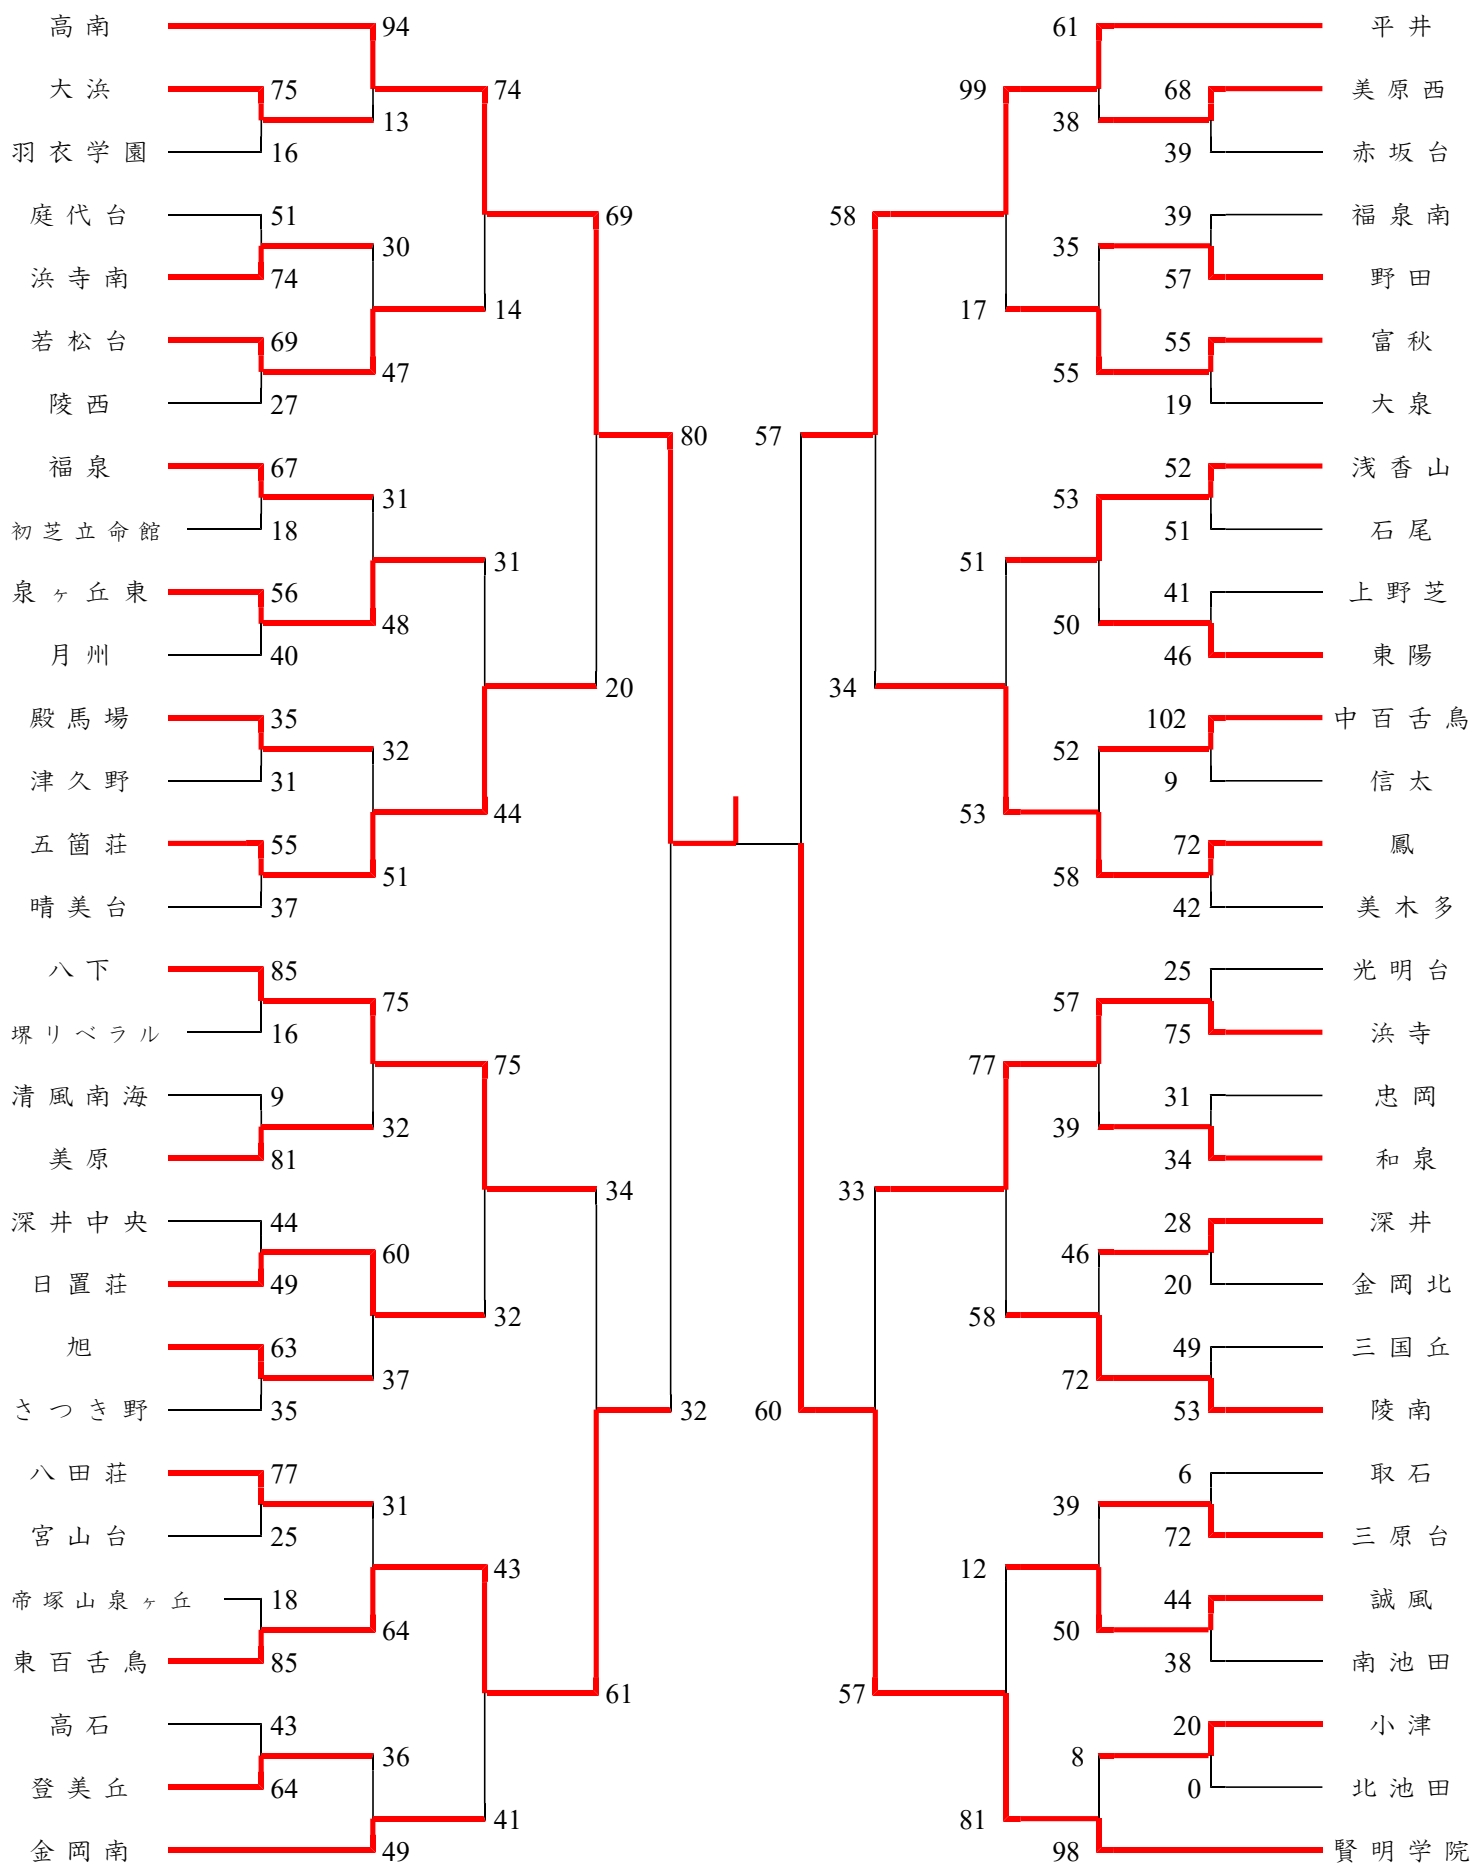 高南 94 61 平井
大浜 75 74 99 68 美原西
13 38
羽衣学園 16 39 赤坂台
庭代台 51 69 58 39 福泉南
30 35
浜寺南 74 57 野田
14 17
若松台 69 55 富秋
47 55
陵西 27 19 大泉
80 57
福泉 67 52 浅香山
31 53
初芝立命館 18 51 石尾
31 51
泉ヶ丘東 56 41 上野芝
48 50
月州 40 46 東陽
20 34
殿馬場 35 102 中百舌鳥
32 52
津久野 31 9 信太
44 53
五箇荘 55 72 鳳
51 58
晴美台 37 42 美木多
八下 85 25 光明台
75 57
堺リベラル 16 75 浜寺
75 77
清風南海 9 31 忠岡
32 39
美原 81 34 和泉
34 33
深井中央 44 28 深井
60 46
日置荘 49 20 金岡北
32 58
旭 63 49 三国丘
37 72
さつき野 35 32 60 53 陵南
八田荘 77 6 取石
31 39
宮山台 25 72 三原台
43 12
帝塚山泉ヶ丘 18 44 誠風
64 50
東百舌鳥 85 38 南池田
61 57
高石 43 20 小津
36 8
登美丘 64 0 北池田
41 81
金岡南 49 98 賢明学院